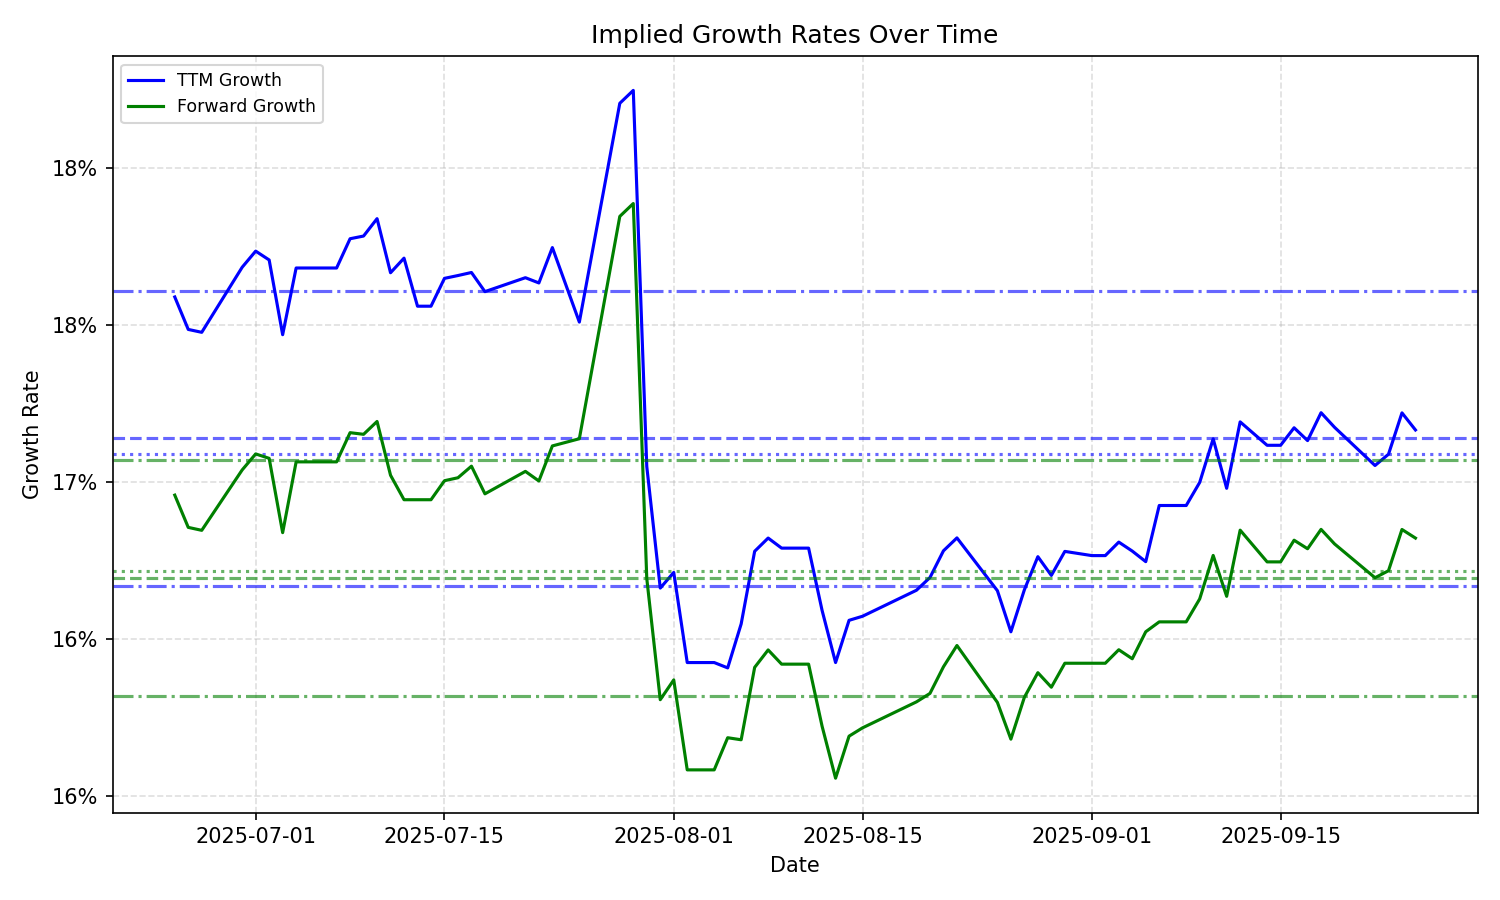 Implied Growth Rates Over Time
TTM Growth
Forward Growth
18%
18%
17%
16%
16%
Growth Rate
2025-07-01
2025-07-15
2025-08-01
2025-08-15
2025-09-01
2025-09-15
Date